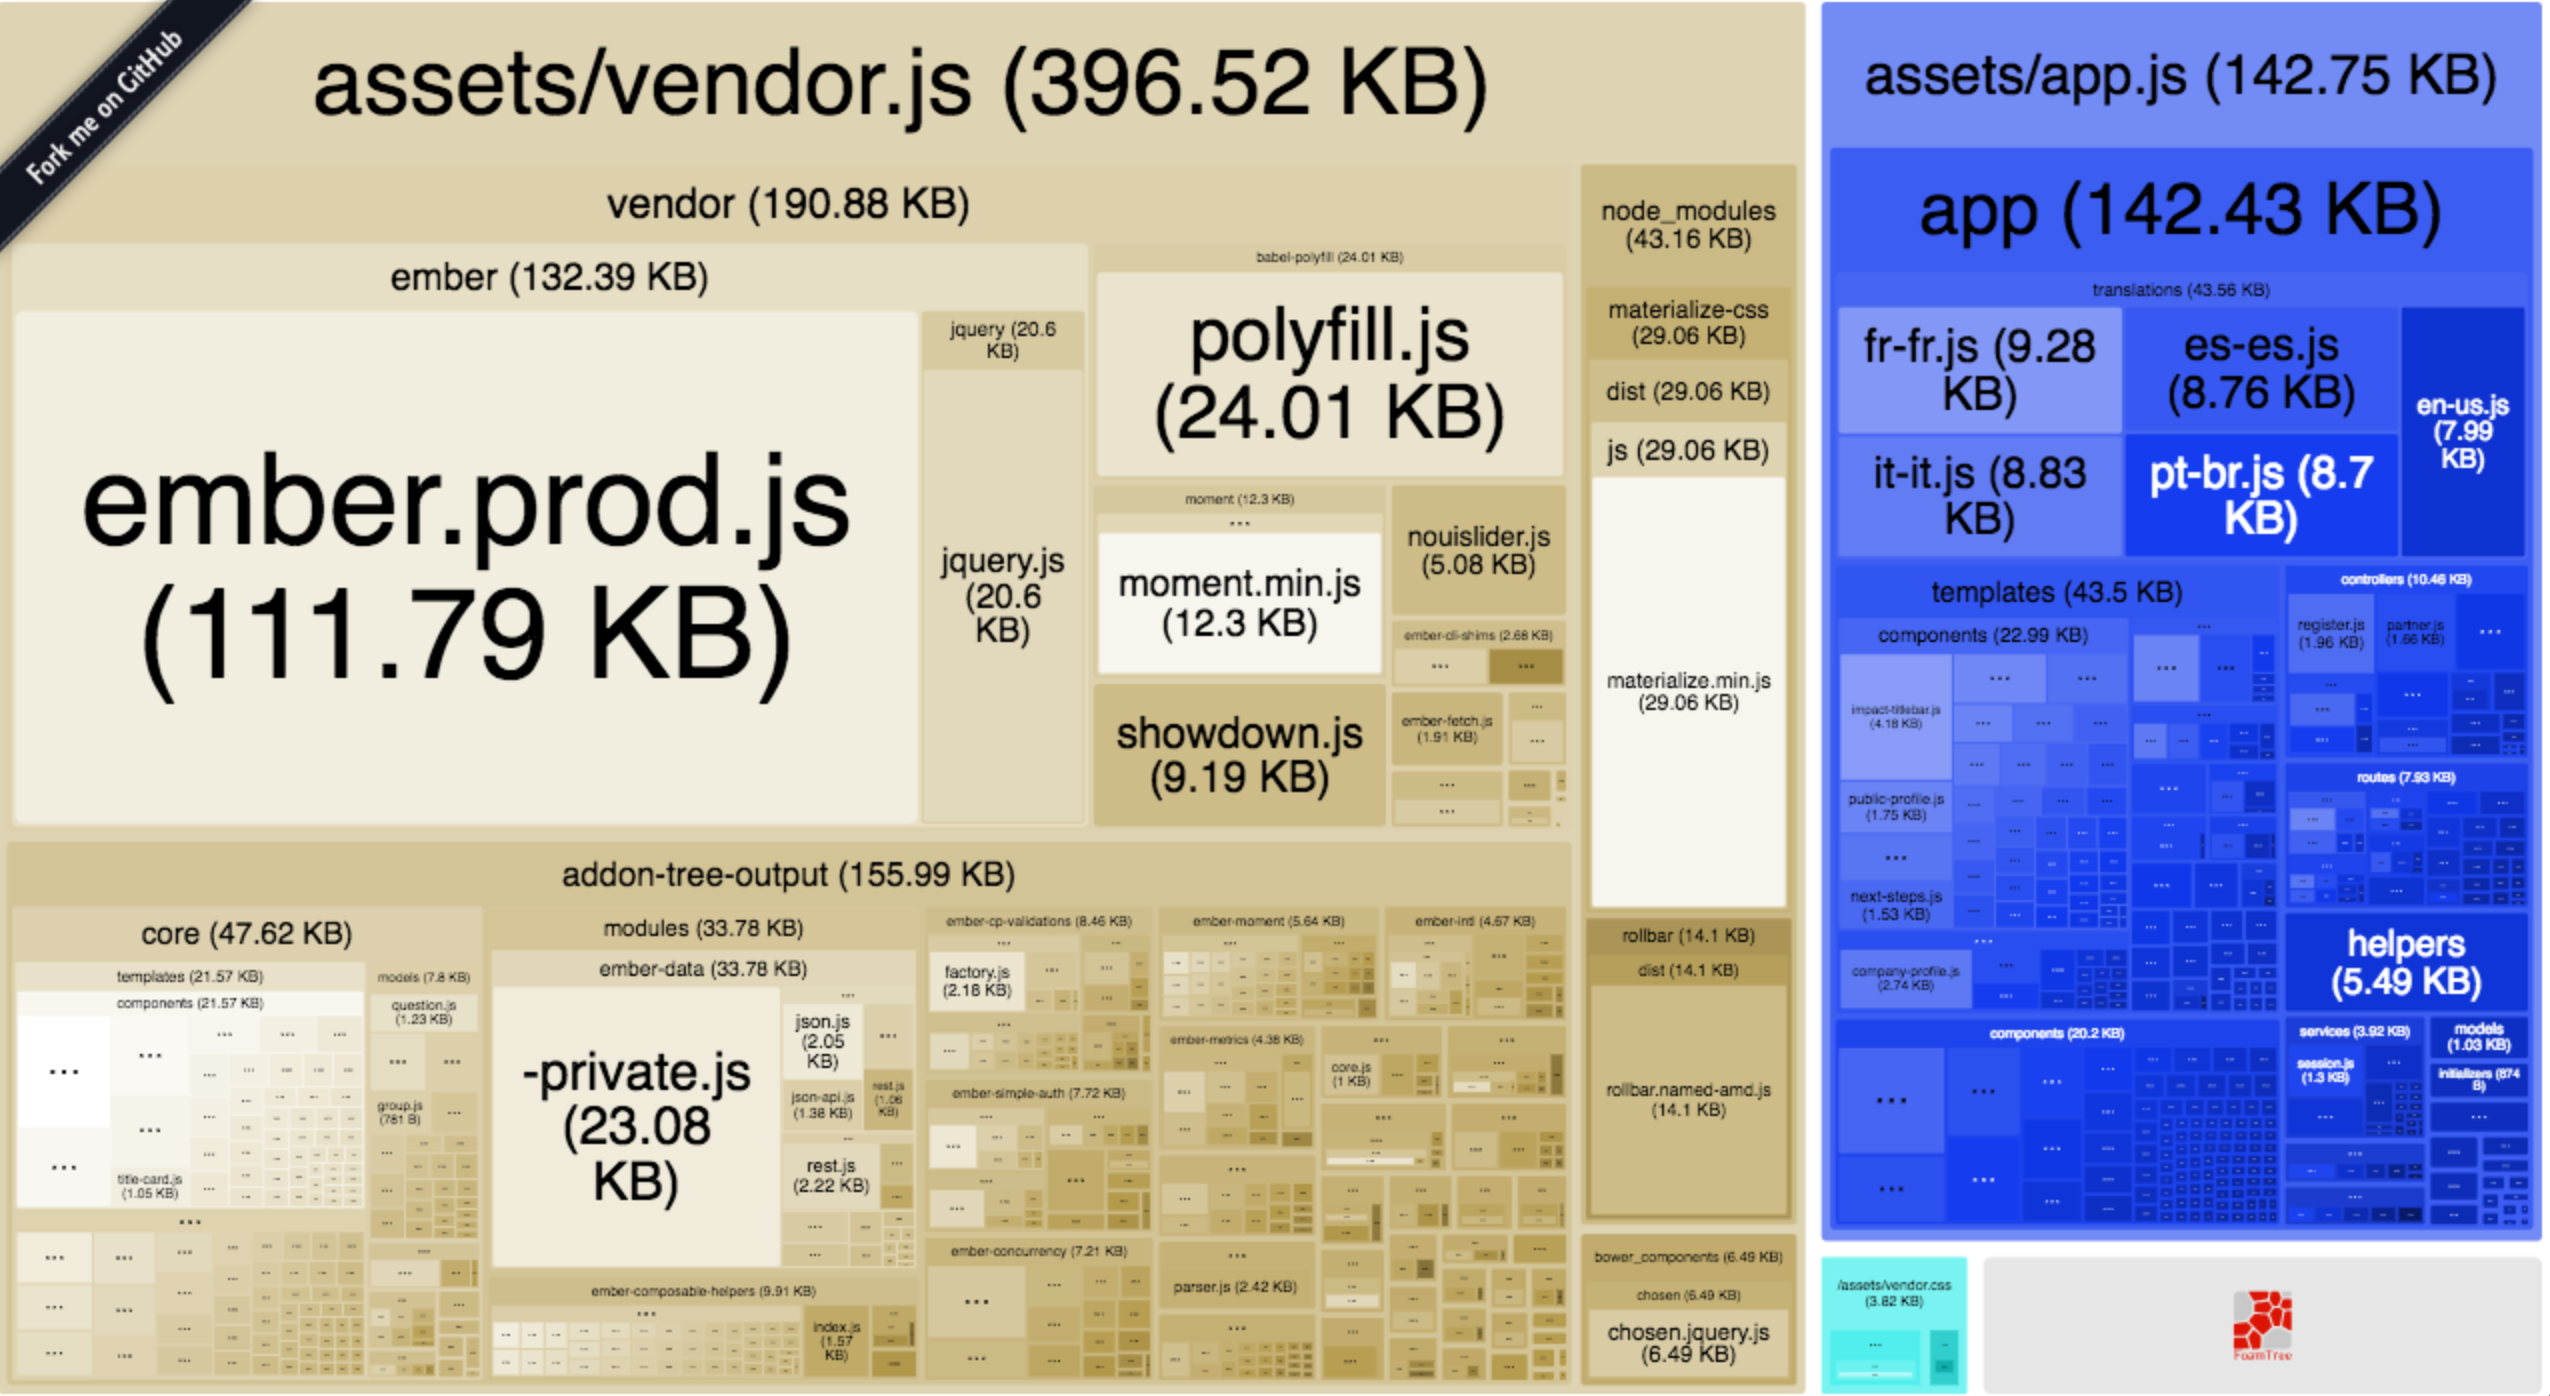 Fork me on GitHub
assets/vendor.js (396.52 KB)
vendor (190.88 KB)
ember (132.39 KB)
ember.prod.js
(111.79 KB)
jquery (20.6
KB)
jquery.js
(20.6
KB)
babel-polyfill (24.01 KB)
polyfill.js
(24.01 KB)
moment (12.3 KB)
...
moment.min.js
(12.3 KB)
showdown.js
(9.19 KB)
nouislider.js
(5.08 KB)
ember-cli-shims (2.68 KB)
ember-fetch.js
(1.91 KB)
node_modules
(43.16 KB)
materialize-css
(29.06 KB)
dist (29.06 KB)
js (29.06 KB)
materialize.min.js
(29.06 KB)
rollbar (14.1 KB)
dist (14.1 KB)
rollbar.named-amd.js
(14.1 KB)
bower_components (6.49 KB)
chosen (6.49 KB)
chosen.jquery.js
(6.49 KB)
addon-tree-output (155.99 KB)
core (47.62 KB)
templates (21.57 KB)
components (21.57 KB)
title-card.js
(1.05 KB)
models (7.8 KB)
question.js
(1.23 KB)
group.js
(781 B)
modules (33.78 KB)
ember-data (33.78 KB)
-private.js
(23.08
KB)
json.js
(2.05
KB)
json-api.js
(1.38 KB)
rest.js
(1.06
KB)
rest.js
(2.22 KB)
ember-composable-helpers (9.91 KB)
index.js
(1.57
KB)
ember-cp-validations (8.46 KB)
factory.js
(2.18 KB)
ember-simple-auth (7.72 KB)
ember-concurrency (7.21 KB)
ember-moment (5.64 KB)
ember-intl (4.67 KB)
ember-metrics (4.36 KB)
core.js
(1 KB)
parser.js (2.42 KB)
assets/app.js (142.75 KB)
app (142.43 KB)
translations (43.56 KB)
fr-fr.js (9.28
KB)
es-es.js
(8.76 KB)
en-us.js
(7.99
KB)
it-it.js (8.83
KB)
pt-br.js (8.7
KB)
templates (43.5 KB)
components (22.99 KB)
impact-titlebar.js
(4.18 KB)
public-profile.js
(1.75 KB)
next-steps.js
(1.53 KB)
company-profile.js
(2.74 KB)
controllers (10.46 KB)
register.js
(1.96 KB)
partner.js
(1.66 KB)
routes (7.93 KB)
helpers
(5.49 KB)
components (20.2 KB)
services (3.92 KB)
session.js
(1.3 KB)
models
(1.03 KB)
initializers (874
B)
/assets/vendor.css
(3.82 KB)
FoamTree